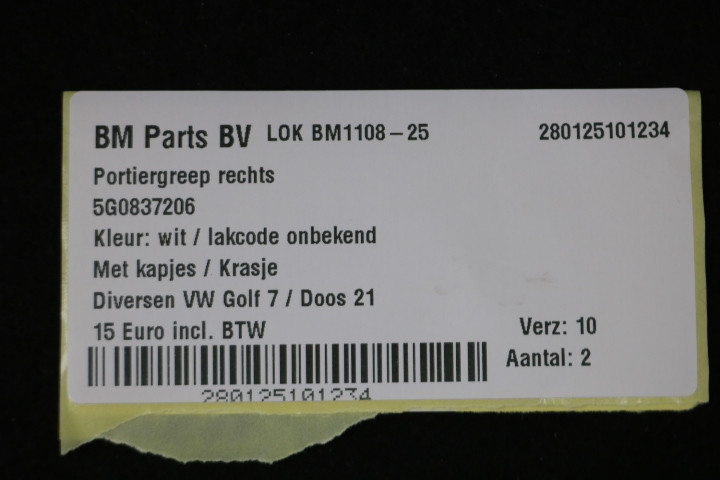 BM Parts BV LOK BM1108-25 280125101234
Portiergreep rechts
5G0837206
Kleur: wit / lakcode onbekend
Met kapjes / Krasje
Diversen VW Golf 7 / Doos 21
15 Euro incl. BTW Verz: 10
Aantal: 2
280125101234